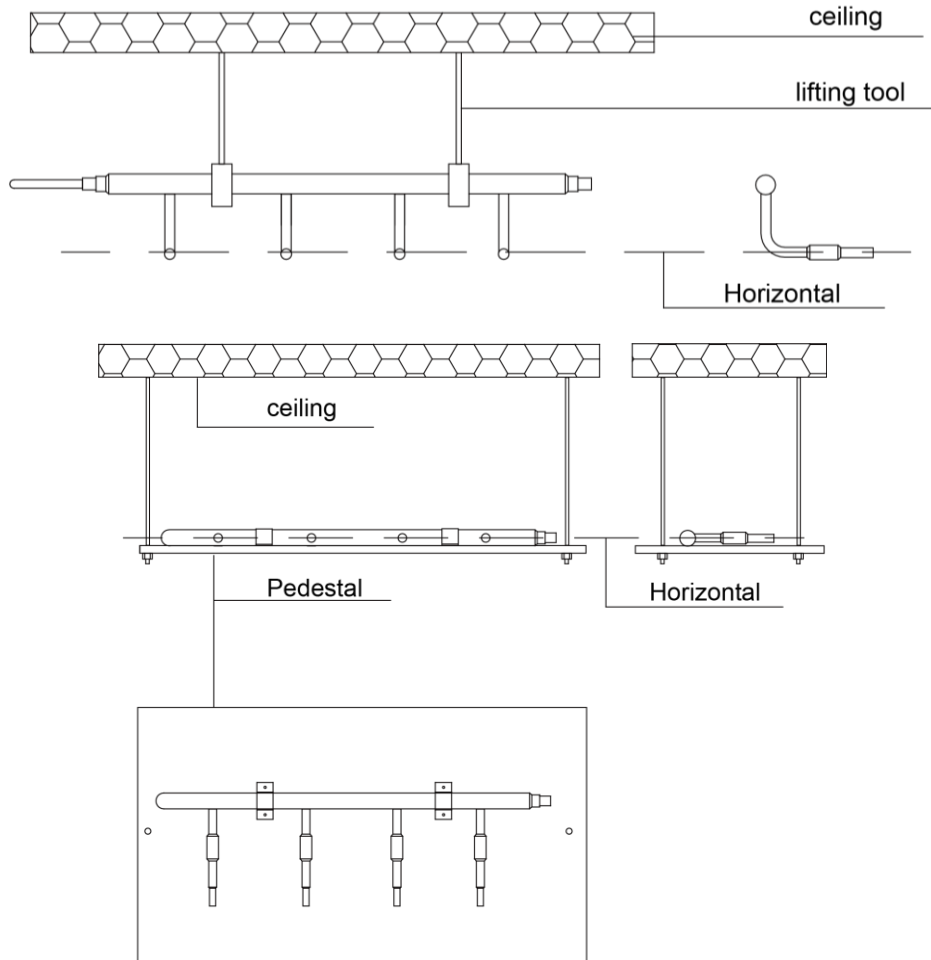 ceiling
lifting tool
Horizontal
ceiling
Pedestal
Horizontal